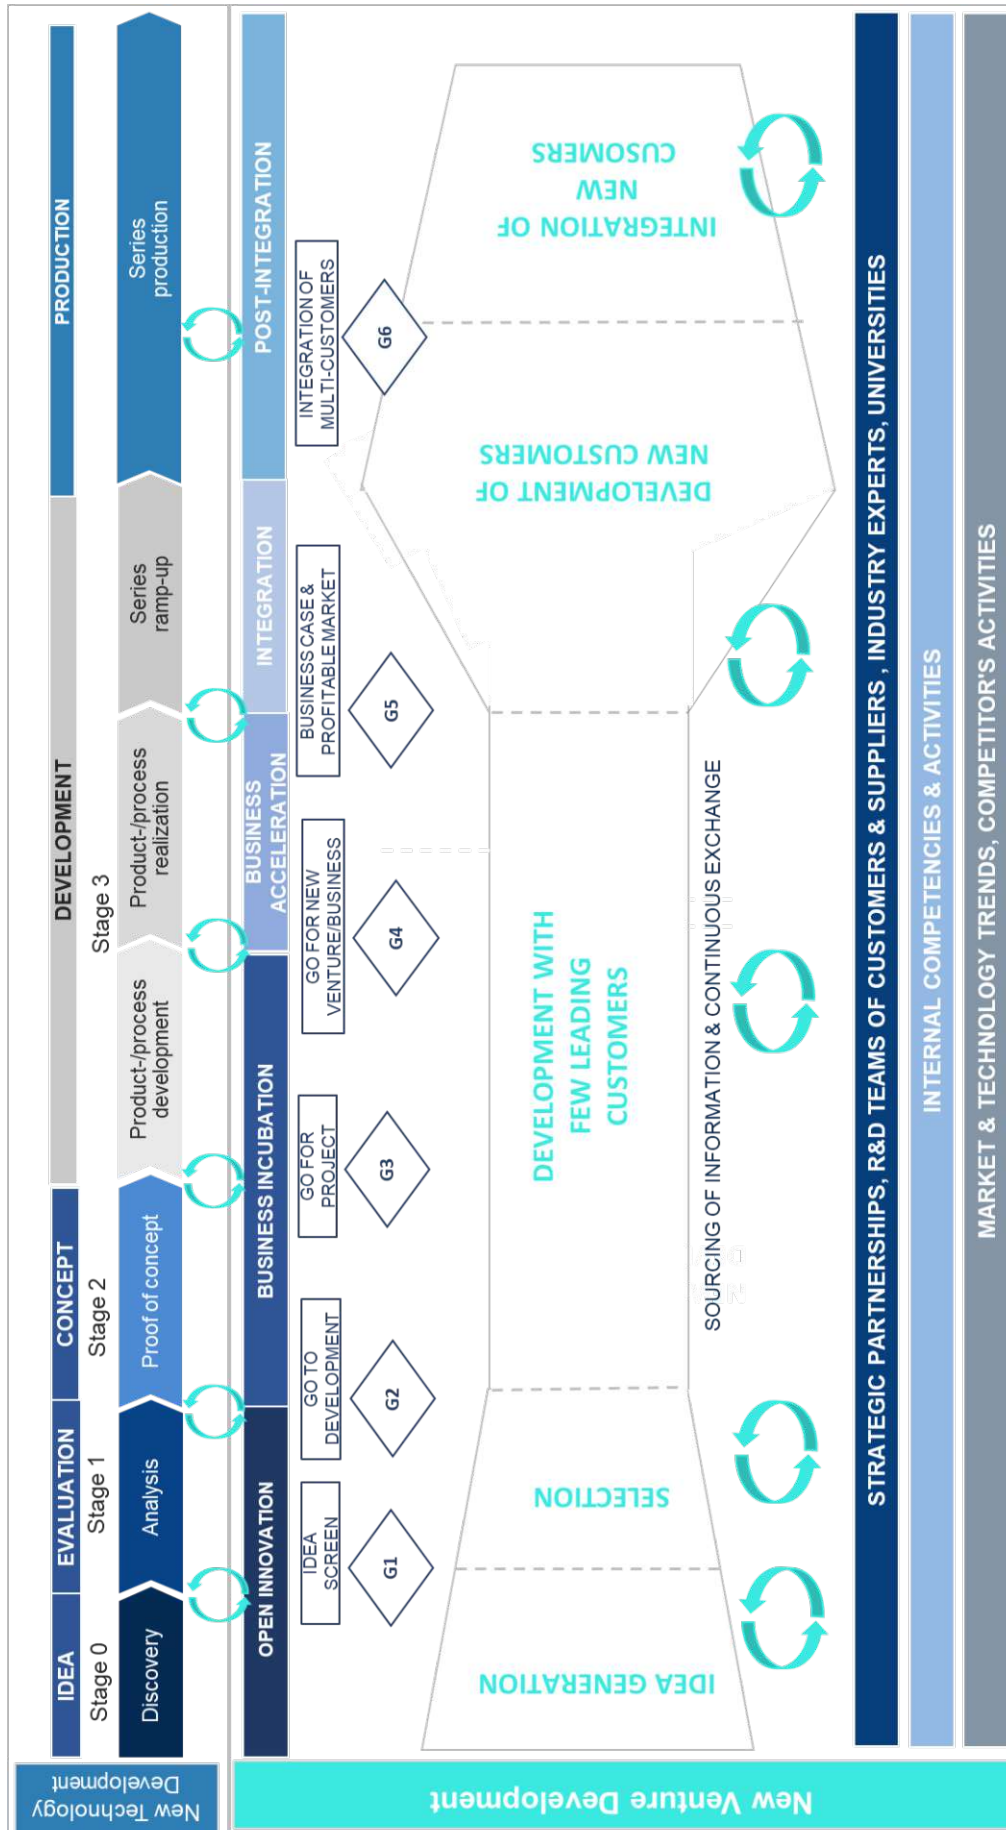 New Technology
Development
IDEA
EVALUATION
CONCEPT
DEVELOPMENT
PRODUCTION
Stage 0
Stage 1
Stage 2
Stage 3
Discovery
Analysis
Proof of concept
Product-/process
development
Product-/process
realization
Series
ramp-up
Series
production
New Venture Development
OPEN INNOVATION
BUSINESS INCUBATION
BUSINESS
ACCELERATION
INTEGRATION
POST-INTEGRATION
IDEA
SCREEN
GO TO
DEVELOPMENT
GO FOR
PROJECT
GO FOR NEW
VENTURE/BUSINESS
BUSINESS CASE &
PROFITABLE MARKET
INTEGRATION OF
MULTI-CUSTOMERS
G1
G2
G3
G4
G5
G6
IDEA GENERATION
SELECTION
DEVELOPMENT WITH
FEW LEADING
CUSTOMERS
DEVELOPMENT OF
NEW CUSTOMERS
INTEGRATION OF
NEW
CUSOMERS
SOURCING OF INFORMATION & CONTINUOUS EXCHANGE
STRATEGIC PARTNERSHIPS, R&D TEAMS OF CUSTOMERS & SUPPLIERS , INDUSTRY EXPERTS, UNIVERSITIES
INTERNAL COMPETENCIES & ACTIVITIES
MARKET & TECHNOLOGY TRENDS, COMPETITOR'S ACTIVITIES